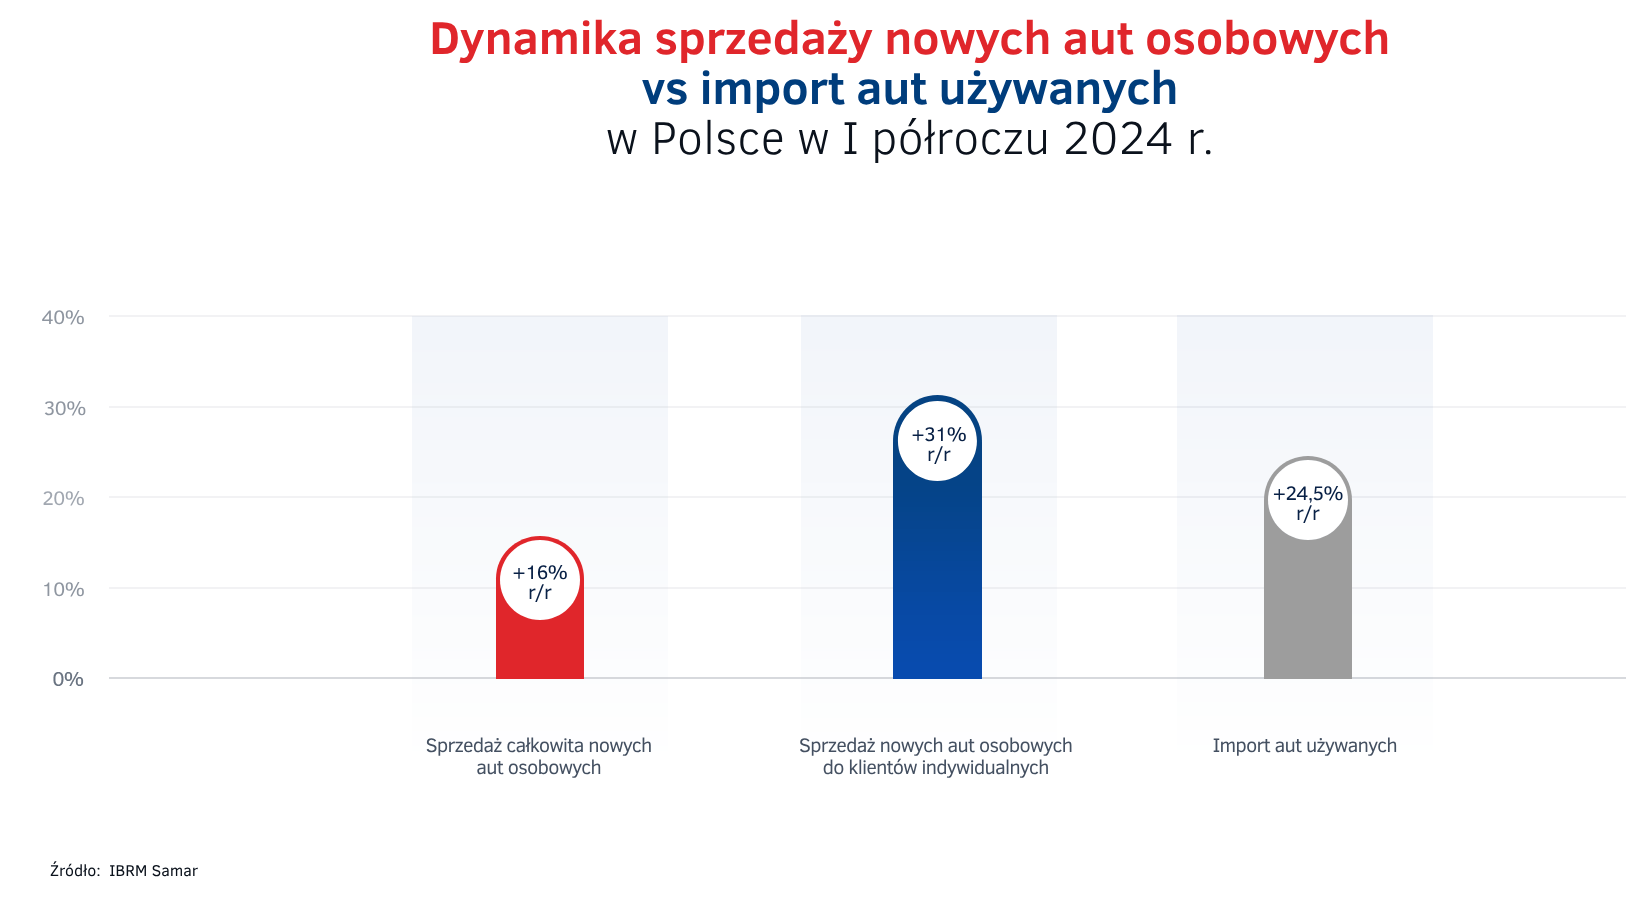 Dynamika sprzedaży nowych aut osobowych
vs import aut używanych
w Polsce w I półroczu 2024 r.
40%
30%
20%
10%
0%
+16%
r/r
+31%
r/r
+24,5%
r/r
Sprzedaż całkowita nowych
aut osobowych
Sprzedaż nowych aut osobowych
do klientów indywidualnych
Import aut używanych
Źródło: IBRM Samar